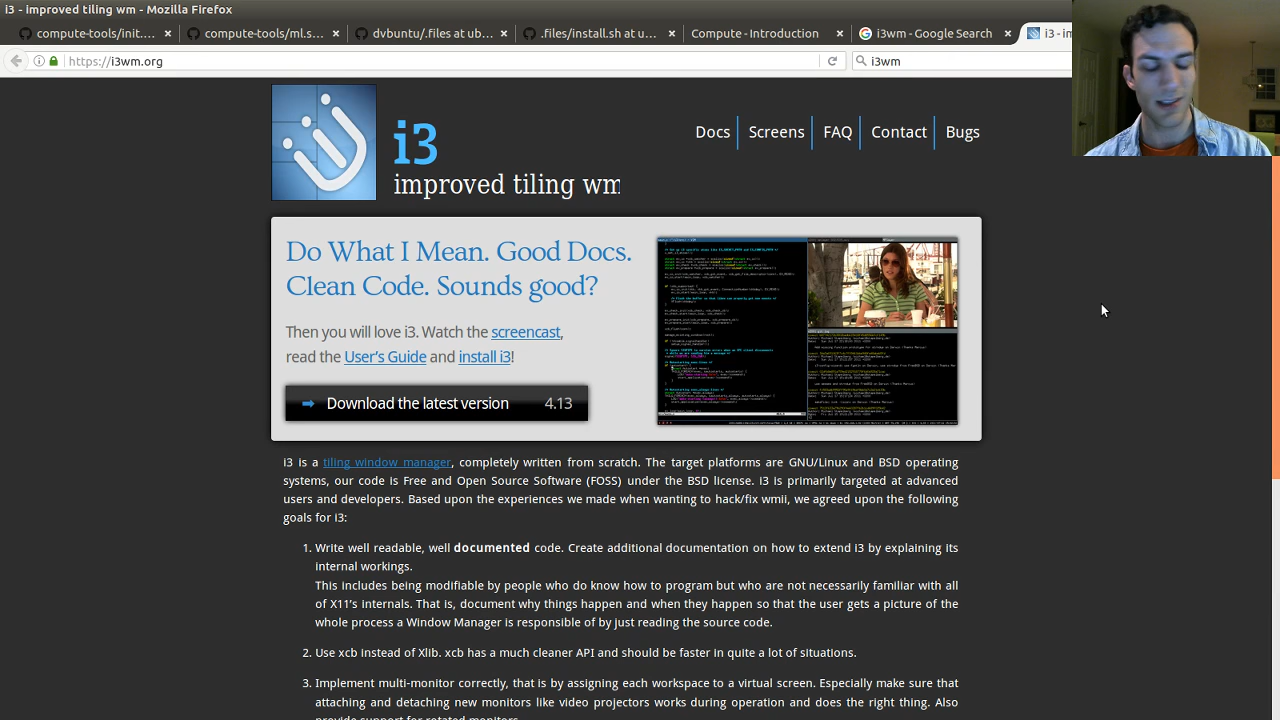 i3 - improved tiling wm - Mozilla Firefox
compute-tools/init.... × compute-tools/ml.s... × dvbuntu/.files at ub... × .files/install.sh at u... × Compute - Introduction × i3wm - Google Search × i3 - im
https://i3wm.org
i3wm
i3
improved tiling wm
Docs Screens FAQ Contact Bugs
Do What I Mean. Good Docs.
Clean Code. Sounds good?
Then you will love i3. Watch the screencast,
read the User's Guide and install i3!
Download the latest version 4.13
i3 is a tiling window manager, completely written from scratch. The target platforms are GNU/Linux and BSD operating
systems, our code is Free and Open Source Software (FOSS) under the BSD license. i3 is primarily targeted at advanced
users and developers. Based upon the experiences we made when wanting to hack/fix wmii, we agreed upon the following
goals for i3:
1. Write well readable, well documented code. Create additional documentation on how to extend i3 by explaining its
internal workings.
This includes being modifiable by people who do know how to program but who are not necessarily familiar with all
of X11's internals. That is, document why things happen and when they happen so that the user gets a picture of the
whole process a Window Manager is responsible of by just reading the source code.
2. Use xcb instead of Xlib. xcb has a much cleaner API and should be faster in quite a lot of situations.
3. Implement multi-monitor correctly, that is by assigning each workspace to a virtual screen. Especially make sure that
attaching and detaching new monitors like video projectors works during operation and does the right thing. Also
provide support for rotated monitors.